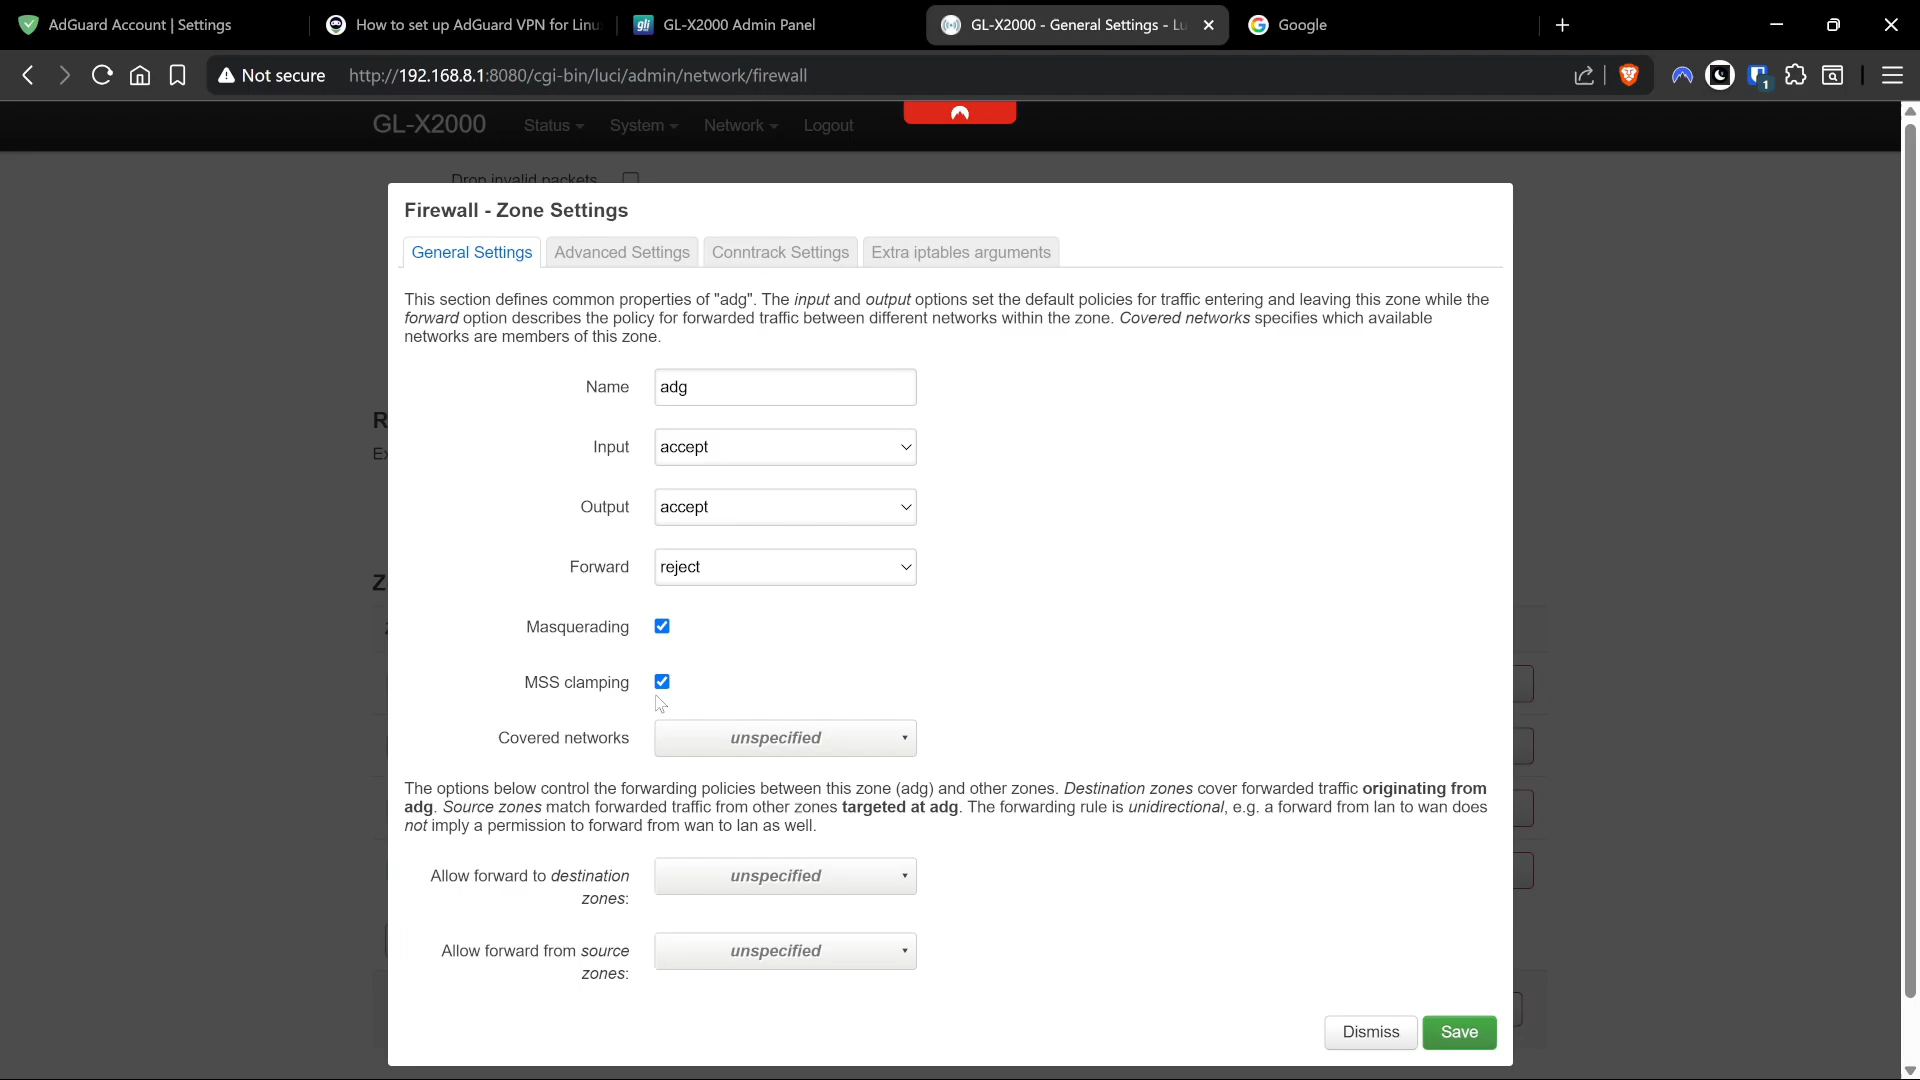 AdGuard Account | Settings
How to set up AdGuard VPN for Linu
gli
GL-X2000 Admin Panel
GL-X2000 - General Settings - Lu
Google
Not secure
http://192.168.8.1:8080/cgi-bin/luci/admin/network/firewall
1
GL-X2000
Status
System
Network
Logout
Drop invalid packets
Firewall - Zone Settings
General Settings
Advanced Settings
Conntrack Settings
Extra iptables arguments
This section defines common properties of "adg". The input and output options set the default policies for traffic entering and leaving this zone while the
forward option describes the policy for forwarded traffic between different networks within the zone. Covered networks specifies which available
networks are members of this zone.
Name
adg
Input
accept
Output
accept
Forward
reject
Masquerading
MSS clamping
Covered networks
unspecified
The options below control the forwarding policies between this zone (adg) and other zones. Destination zones cover forwarded traffic originating from
adg. Source zones match forwarded traffic from other zones targeted at adg. The forwarding rule is unidirectional, e.g. a forward from lan to wan does
not imply a permission to forward from wan to lan as well.
Allow forward to destination
zones:
unspecified
Allow forward from source
zones:
unspecified
Dismiss
Save